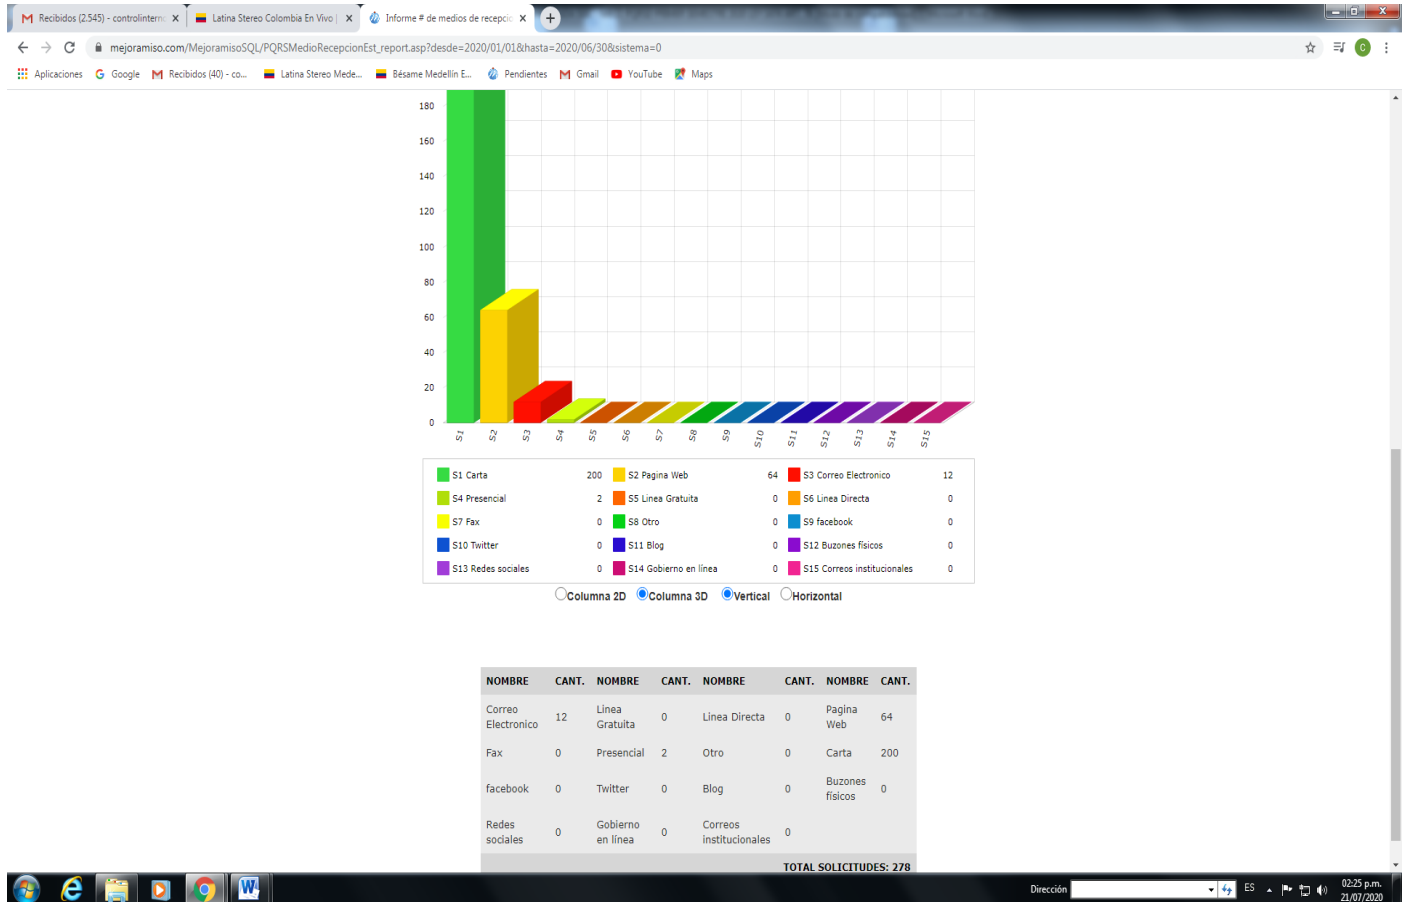 Recibidos (2.545) - controlintern
Latina Stereo Colombia En Vivo |
Informe # de medios de recepcio
mejoramiso.com/MejoramisoSQL/PQRSMedioRecepcionEst_report.asp?desde=2020/01/01&hasta=2020/06/30&sistema=0
C
Aplicaciones Google Recibidos (40) - co... Latina Stereo Mede... Bésame Medellín E... Pendientes Gmail YouTube Maps
180
160
140
120
100
80
60
40
20
0
S1 S2 S3 S4 S5 S6 S7 S8 S9 S10 S11 S12 S13 S14 S15
S1 Carta 200 S2 Pagina Web 64 S3 Correo Electronico 12
S4 Presencial 2 S5 Linea Gratuita 0 S6 Linea Directa 0
S7 Fax 0 S8 Otro 0 S9 facebook 0
S10 Twitter 0 S11 Blog 0 S12 Buzones físicos 0
S13 Redes sociales 0 S14 Gobierno en línea 0 S15 Correos institucionales 0
Columna 2D Columna 3D Vertical Horizontal
NOMBRE CANT. NOMBRE CANT. NOMBRE CANT. NOMBRE CANT.
Correo Electronico 12 Linea Gratuita 0 Linea Directa 0 Pagina Web 64
Fax 0 Presencial 2 Otro 0 Carta 200
facebook 0 Twitter 0 Blog 0 Buzones físicos 0
Redes sociales 0 Gobierno en línea 0 Correos institucionales 0
TOTAL SOLICITUDES: 278
Dirección ES 02:25 p.m.
21/07/2020